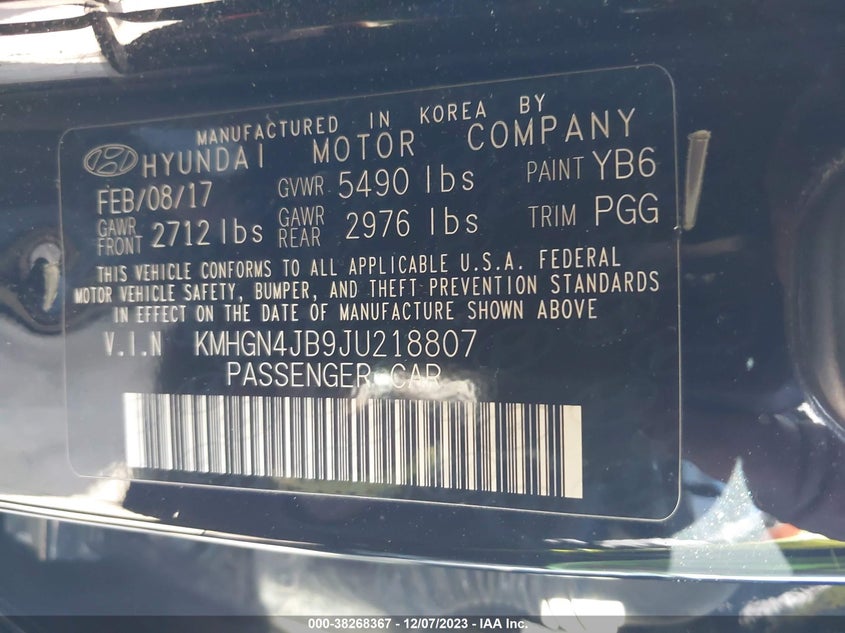 MANUFACTURED IN KOREA BY
HYUNDAI MOTOR COMPANY
FEB/08/17 GVWR 5490 lbs PAINT YB6
GAWR FRONT 2712 lbs GAWR REAR 2976 lbs TRIM PGG
THIS VEHICLE CONFORMS TO ALL APPLICABLE U.S.A. FEDERAL
MOTOR VEHICLE SAFETY, BUMPER, AND THEFT PREVENTION STANDARDS
IN EFFECT ON THE DATE OF MANUFACTURE SHOWN ABOVE
V.I.N KMHGN4JB9JU218807
PASSENGER CAR
000-38268367 - 12/07/2023 - IAA Inc.